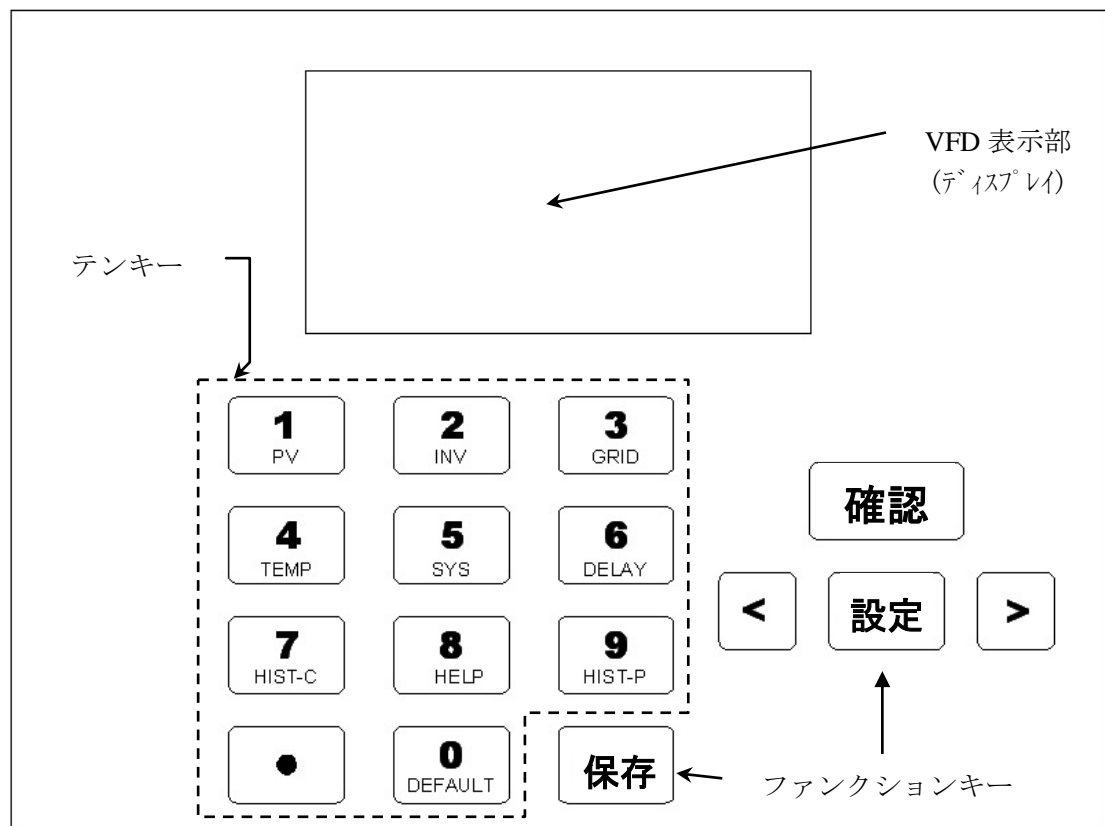 VFD 表示部
(ﾃﾞｨｽﾌﾟﾚｲ)
テンキー
1
PV
2
INV
3
GRID
4
TEMP
5
SYS
6
DELAY
確認
<
設定
>
7
HIST-C
8
HELP
9
HIST-P
●
0
DEFAULT
保存
ファンクションキー